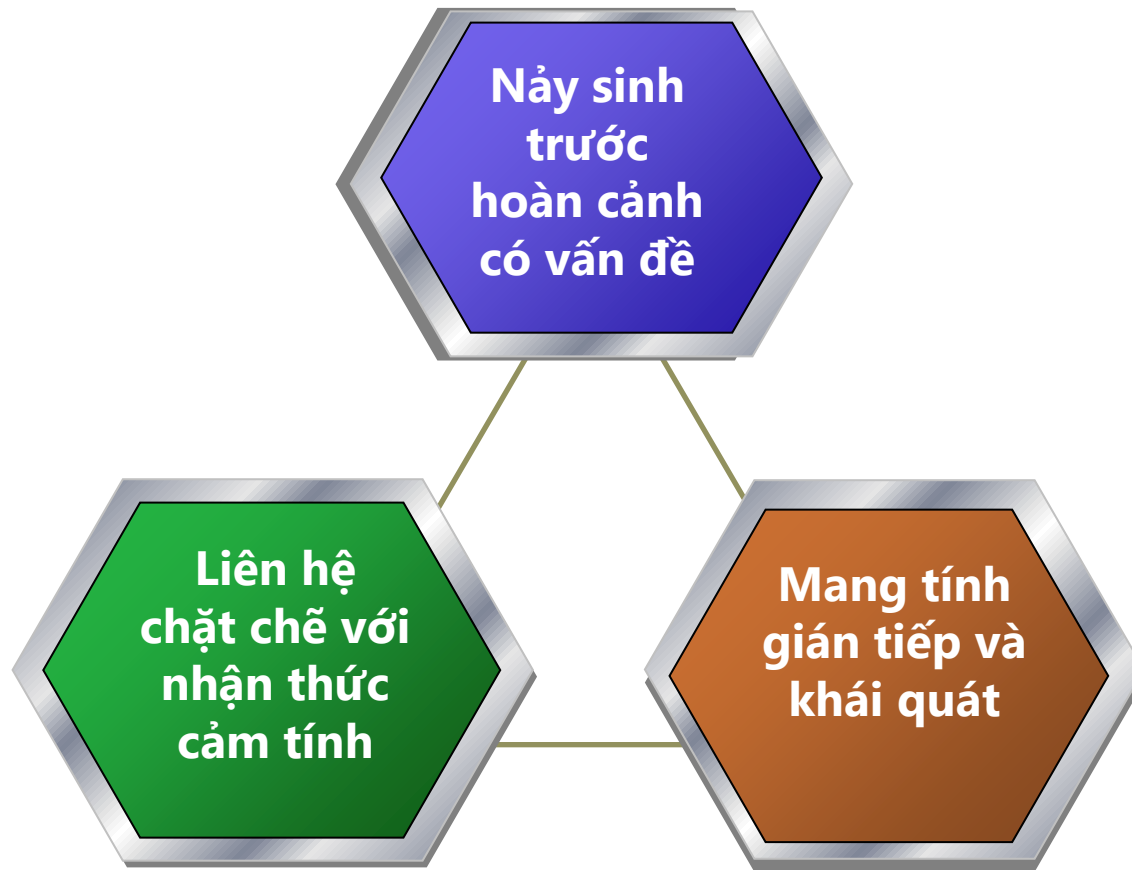 Nảy sinh
trước
hoàn cảnh
có vấn đề
Liên hệ
chặt chẽ với
nhận thức
cảm tính
Mang tính
gián tiếp và
khái quát